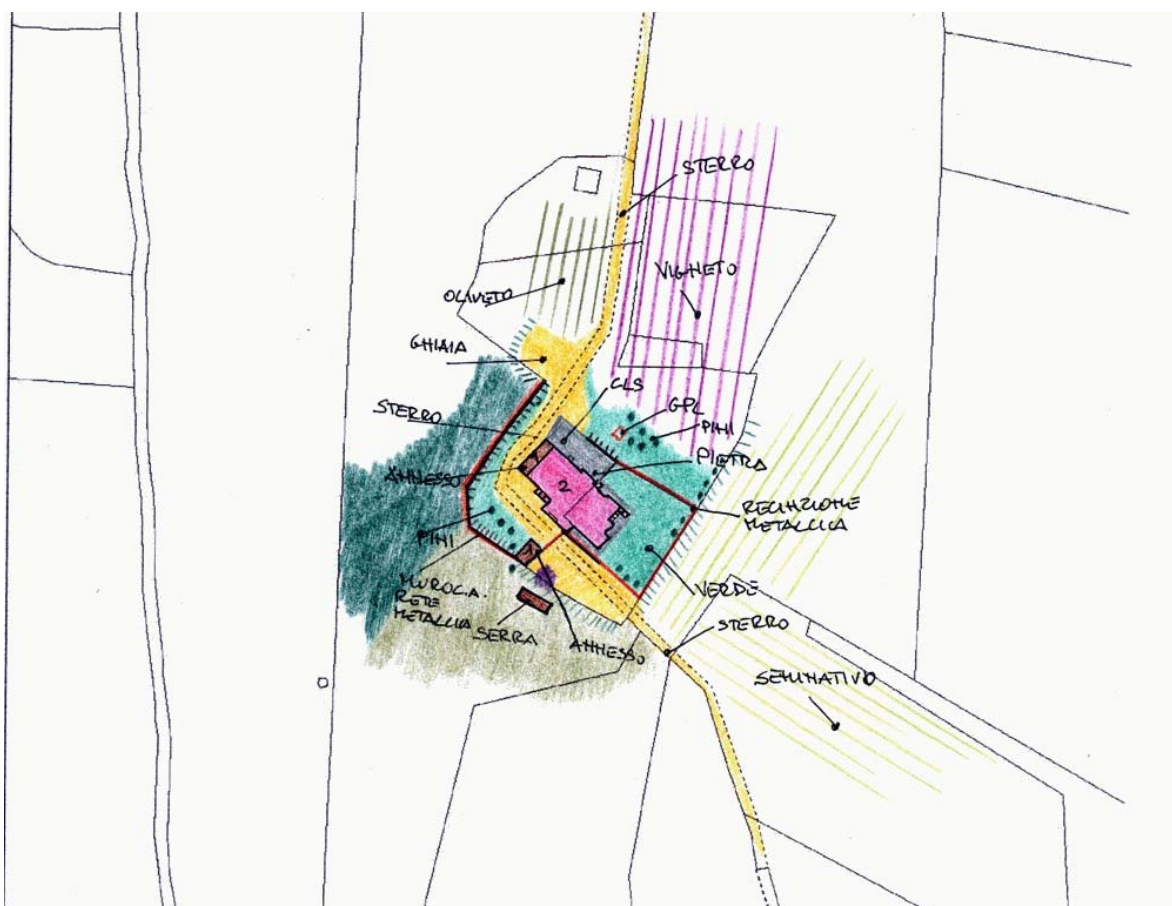 STERRO
VIGNETO
OLIVETO
GHIAIA
CLS
STERRO
GPL
PINI
PIETRA
ANNESSO
2
RECINZIONE
METALLICA
PINI
MURO C.A.
RETE
METALLICA
SERRA
ANNESSO
VERDE
STERRO
SEMINATIVO